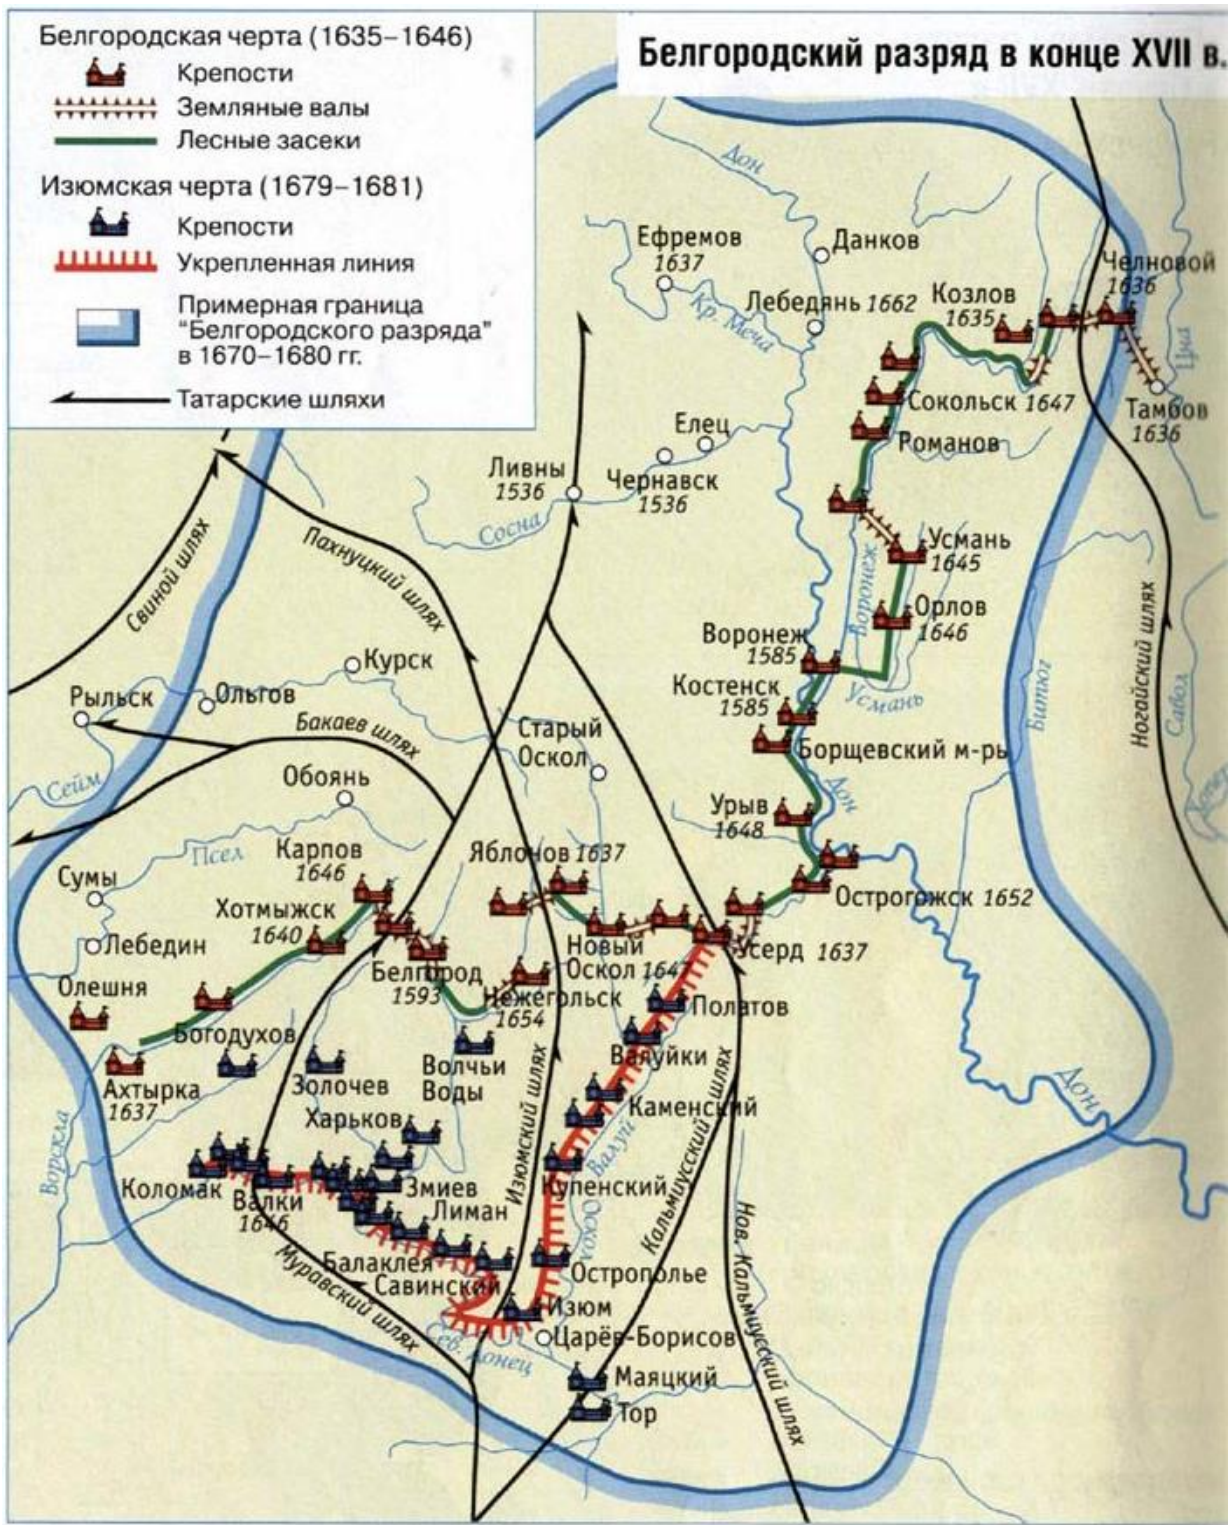 Белгородская черта (1635–1646)
Крепости
Земляные валы
Лесные засеки
Изюмская черта (1679–1681)
Крепости
Укрепленная линия
Примерная граница
"Белгородского разряда"
в 1670–1680 гг.
Татарские шляхи
Белгородский разряд в конце XVII в.
Дон
Ефремов
1637
Данков
Челновой
1636
Кр. Меча
Лебедянь 1662
Козлов
1635
Цна
Сокольск 1647
Тамбов
1636
Елец
Романов
Ливны
1536
Чернавск
1536
Сосна
Свиной шлях
Пахнуцкий шлях
Усмань
1645
Воронеж
Орлов
1646
Ногайский шлях
Воронеж
1585
Курск
Рыльск
Ольгов
Костенск
1585
Усмань
Битюг
Савол
Бакаев шлях
Старый
Оскол
Борщевский м-рь
Сейм
Обоянь
Дон
Урыв
1648
Псел
Карпов
1646
Яблонов 1637
Сумы
Острогожск 1652
Хотмыжск
1640
Лебедин
Новый
Оскол 1647
Усерд 1637
Белгород
1593
Олешня
Нежегольск
1654
Полатов
Богодухов
Валуйки
Волчьи
Воды
Золочев
Ахтырка
1637
Дон
Каменский
Харьков
Ворскла
Изюмский шлях
Валуй
Кальмиусский шлях
Коломак
Валки
1646
Змиев
Купенский
Лиман
Оскол
Нов. Кальмиусский шлях
Муравский шлях
Балаклея
Савинский
Острополье
Изюм
Царёв-Борисов
Сев. Донец
Маяцкий
Тор